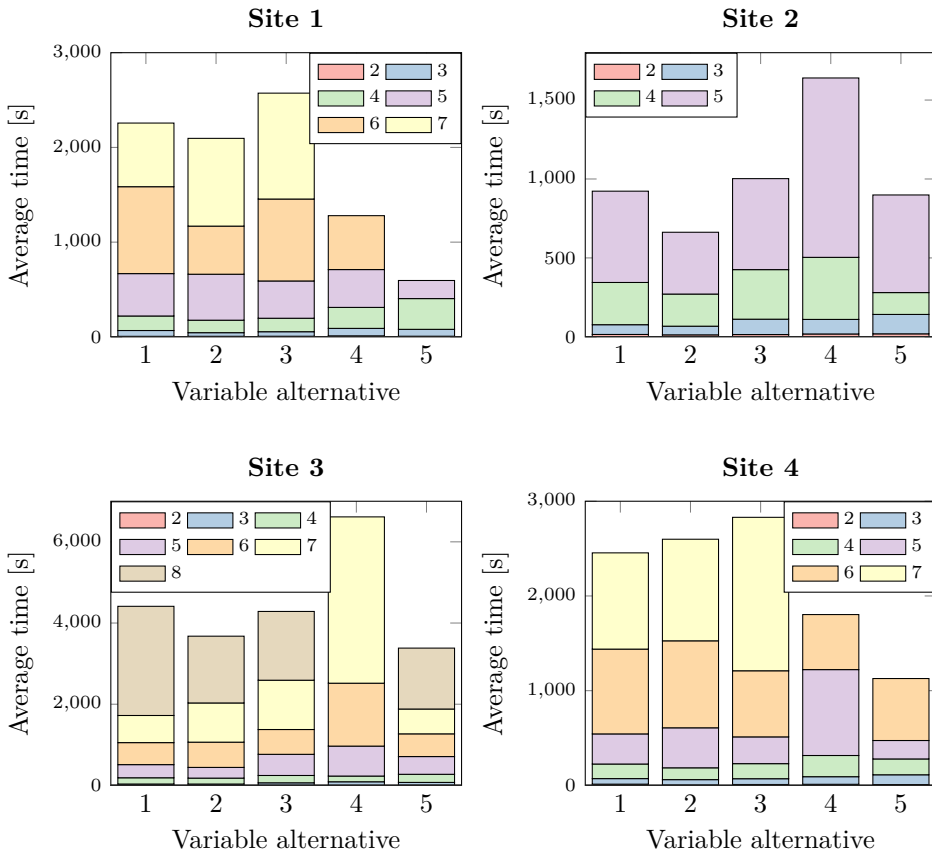 Site 1
3,000
2,000
1,000
0
Average time [s]
2 3
4 5
6 7
1 2 3 4 5
Variable alternative
Site 2
1,500
1,000
500
0
Average time [s]
2 3
4 5
1 2 3 4 5
Variable alternative
Site 3
6,000
4,000
2,000
0
Average time [s]
2 3 4
5 6 7
8
1 2 3 4 5
Variable alternative
Site 4
3,000
2,000
1,000
0
Average time [s]
2 3
4 5
6 7
1 2 3 4 5
Variable alternative